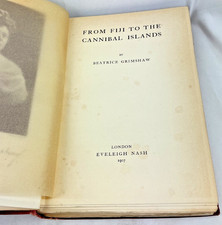 FROM FIJI TO THE
CANNIBAL ISLANDS
BY
BEATRICE GRIMSHAW
LONDON
EVELEIGH NASH
1907